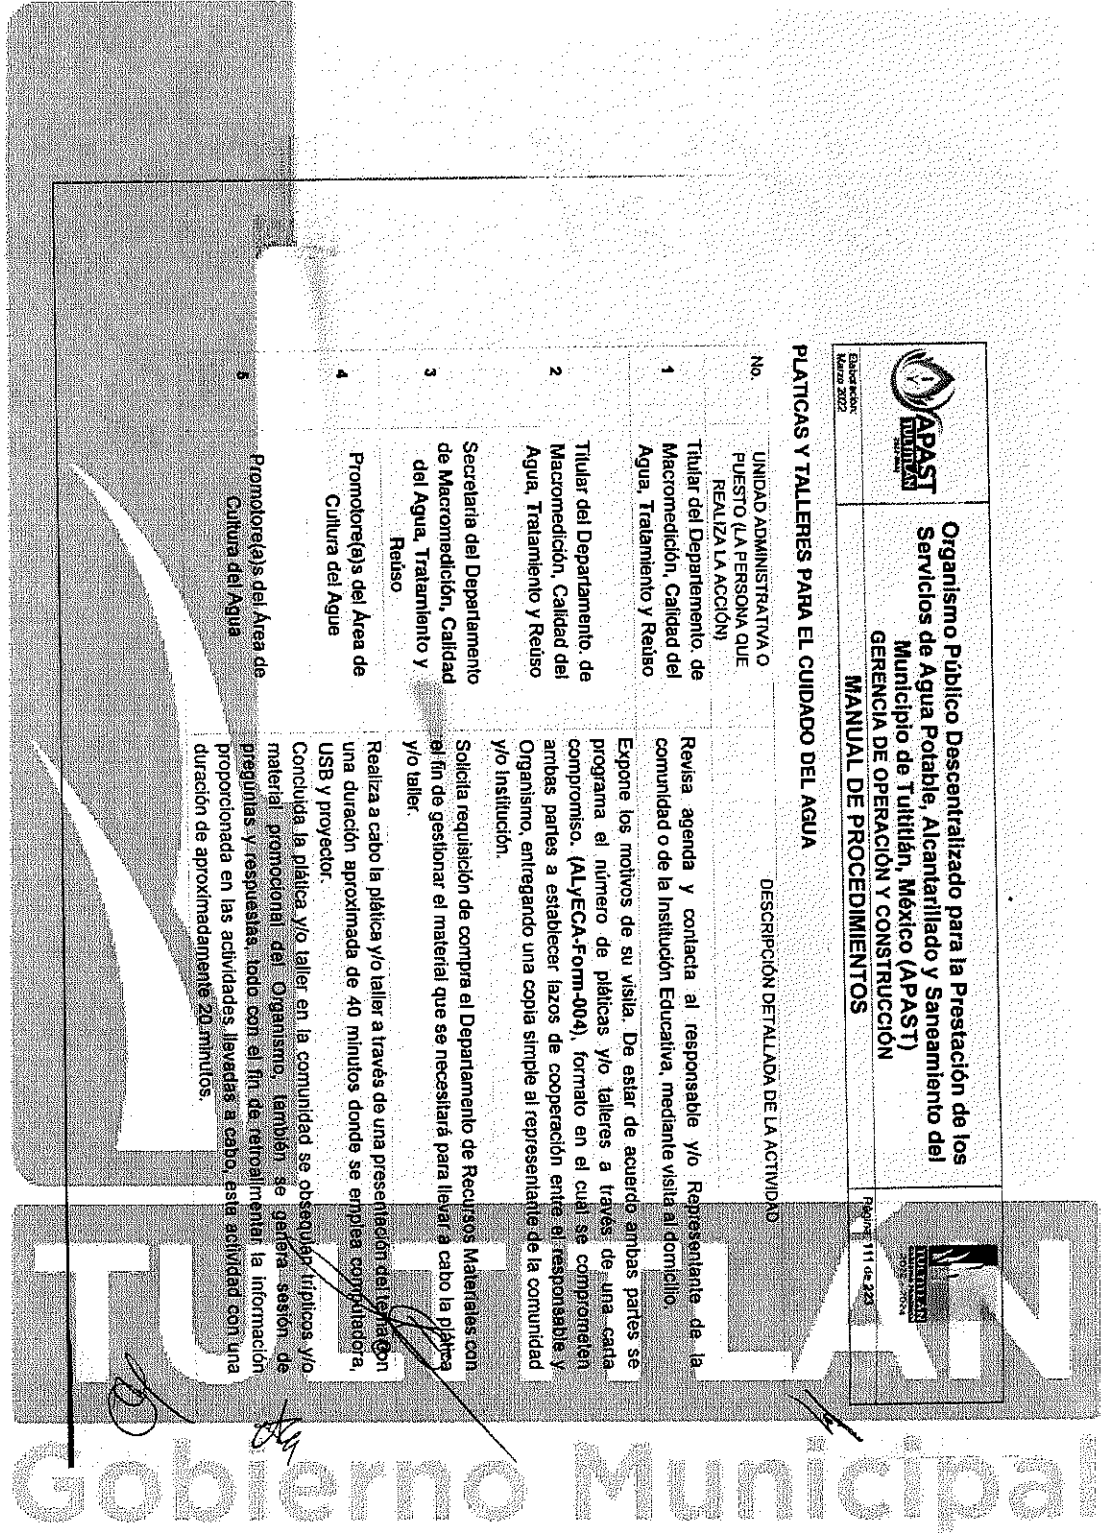 APAST
TULTITLÁN
Organismo Público Descentralizado para la Prestación de los
Servicios de Agua Potable, Alcantarillado y Saneamiento del
Municipio de Tultitlán, México (APAST)
GERENCIA DE OPERACIÓN Y CONSTRUCCIÓN
MANUAL DE PROCEDIMIENTOS
TULTITLÁN
2022-2024
Elaboración:
Marzo 2022
Página 111 de 223
PLATICAS Y TALLERES PARA EL CUIDADO DEL AGUA
No.
UNIDAD ADMINISTRATIVA O
PUESTO (LA PERSONA QUE
REALIZA LA ACCIÓN)
DESCRIPCIÓN DETALLADA DE LA ACTIVIDAD
1
Titular del Departamento. de
Macromedición, Calidad del
Agua, Tratamiento y Reúso
Revisa agenda y contacta al responsable y/o Representante de la
comunidad o de la Institución Educativa, mediante visita al domicilio.
2
Titular del Departamento. de
Macromedición, Calidad del
Agua, Tratamiento y Reúso
Expone los motivos de su visita. De estar de acuerdo ambas partes se
programa el número de pláticas y/o talleres a través de una carta
compromiso. (ALyECA-Form-004), formato en el cual se comprometen
ambas partes a establecer lazos de cooperación entre el responsable y
Organismo, entregando una copia simple al representante de la comunidad
y/o institución.
3
Secretaria del Departamento
de Macromedición, Calidad
del Agua, Tratamiento y
Reúso
Solicita requisición de compra el Departamento de Recursos Materiales con
el fin de gestionar el material que se necesitará para llevar a cabo la plática
y/o taller.
4
Promotore(a)s del Área de
Cultura del Ague
Realiza a cabo la plática y/o taller a través de una presentación del tema con
una duración aproximada de 40 minutos donde se emplea computadora,
USB y proyector.
5
Promotore(a)s del Área de
Cultura del Agua
Concluida la plática y/o taller en la comunidad se obsequian trípticos y/o
material promocional del Organismo, también se genera sesión de
preguntas y respuestas, todo con el fin de retroalimentar la información
proporcionada en las actividades llevadas a cabo, esta actividad con una
duración de aproximadamente 20 minutos.
TULTITLÁN
Gobierno Municipal